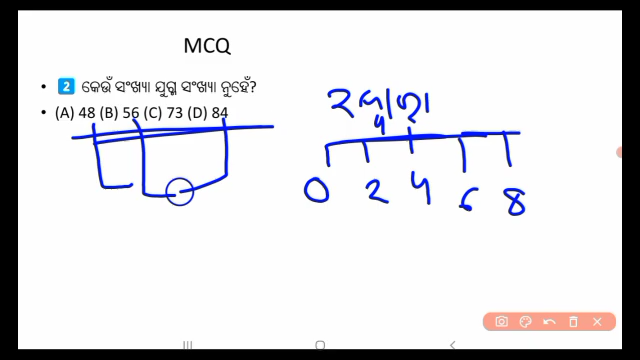 MCQ
• 2 କେଉଁ ସଂଖ୍ୟା ଯୁଗ୍ମ ସଂଖ୍ୟା ନୁହେଁ?
• (A) 48 (B) 56 (C) 73 (D) 84
0 2 4 6 8